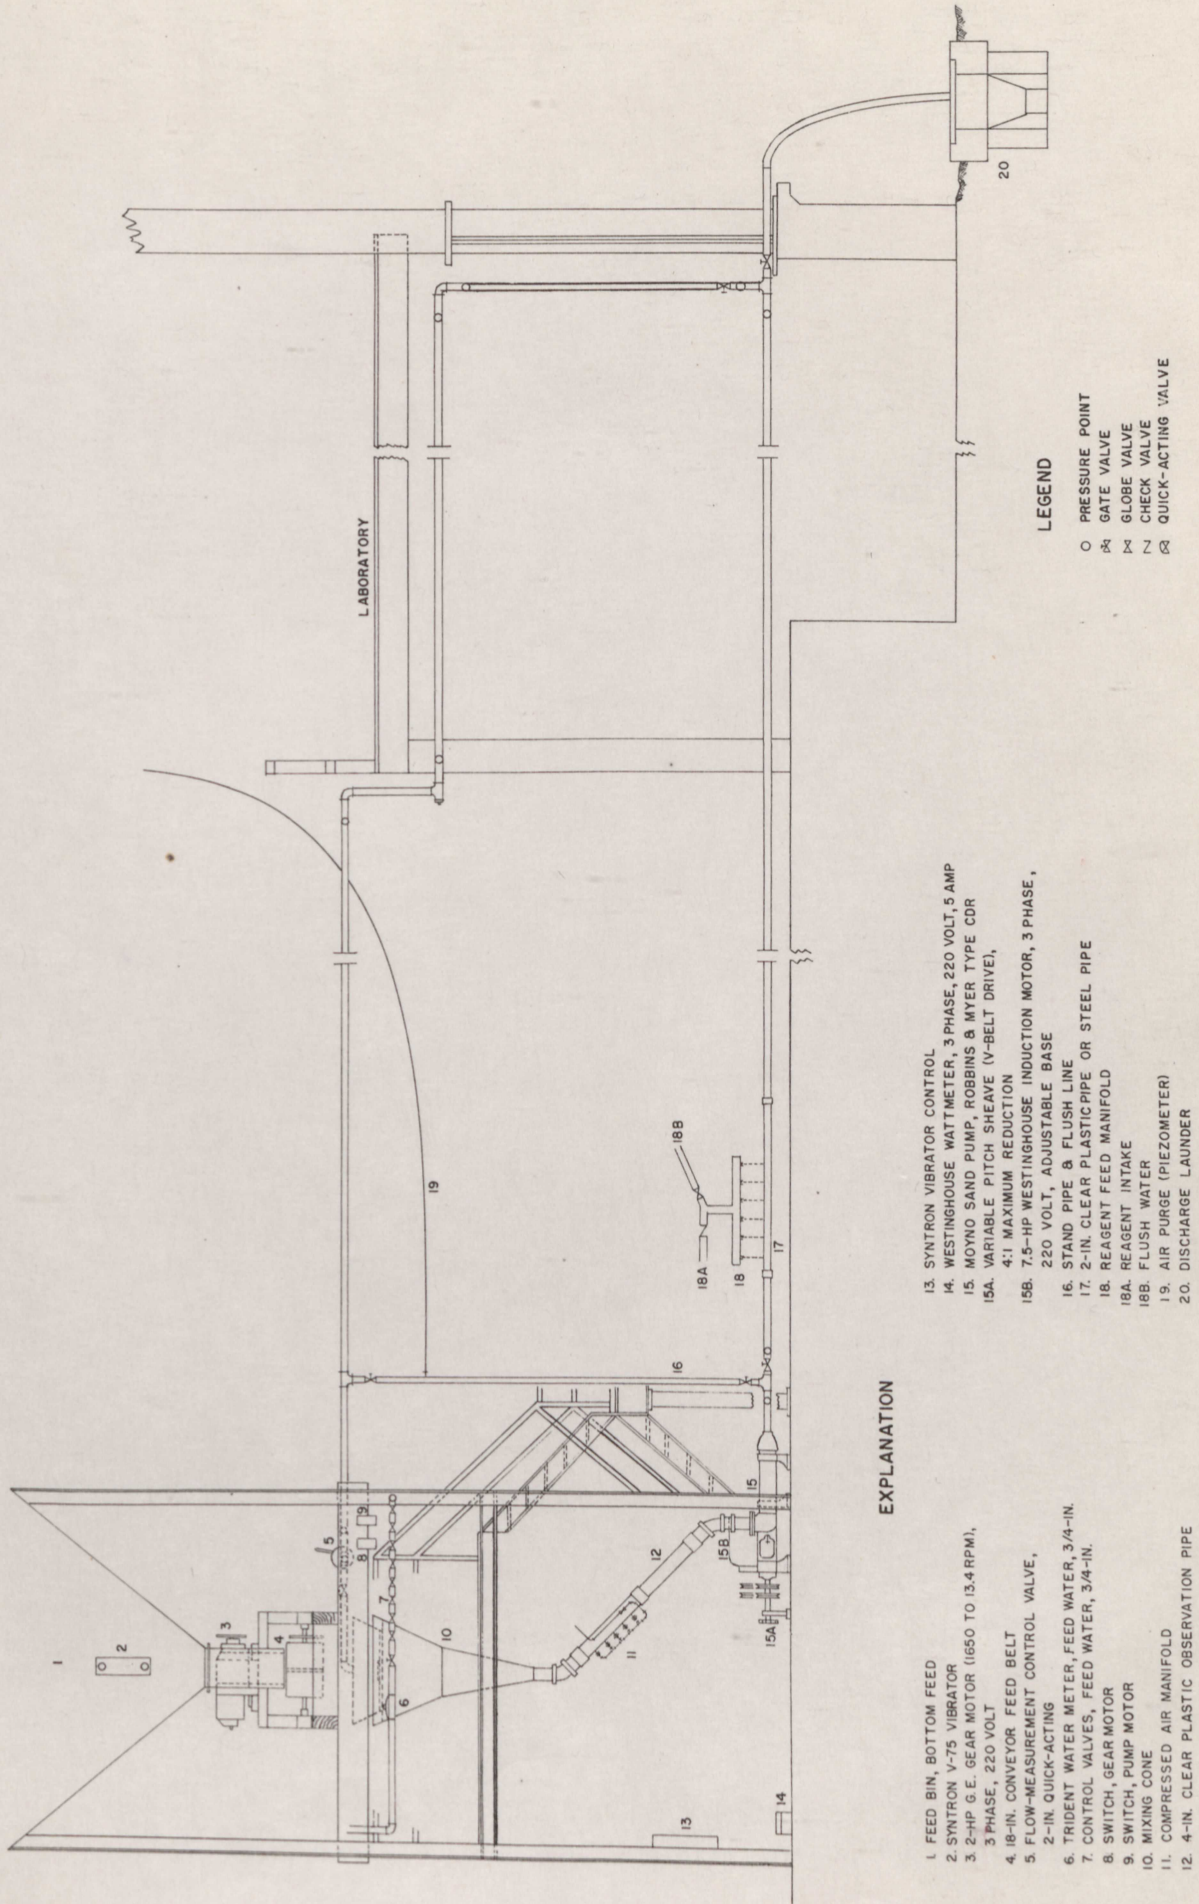 1
2
3
4
5
6
7
8
9
10
11
12
13
14
15
15A
15B
16
17
18
18A
18B
19
20
LABORATORY
EXPLANATION
1. FEED BIN, BOTTOM FEED
2. SYNTRON V-75 VIBRATOR
3. 2-HP G.E. GEAR MOTOR (1650 TO 13.4 RPM),
3 PHASE, 220 VOLT
4. 18-IN. CONVEYOR FEED BELT
5. FLOW-MEASUREMENT CONTROL VALVE,
2-IN. QUICK-ACTING
6. TRIDENT WATER METER, FEED WATER, 3/4-IN.
7. CONTROL VALVES, FEED WATER, 3/4-IN.
8. SWITCH, GEAR MOTOR
9. SWITCH, PUMP MOTOR
10. MIXING CONE
11. COMPRESSED AIR MANIFOLD
12. 4-IN. CLEAR PLASTIC OBSERVATION PIPE
13. SYNTRON VIBRATOR CONTROL
14. WESTINGHOUSE WATTMETER, 3 PHASE, 220 VOLT, 5 AMP
15. MOYNO SAND PUMP, ROBBINS & MYER TYPE CDR
15A. VARIABLE PITCH SHEAVE (V-BELT DRIVE),
4:1 MAXIMUM REDUCTION
15B. 7.5-HP WESTINGHOUSE INDUCTION MOTOR, 3 PHASE,
220 VOLT, ADJUSTABLE BASE
16. STAND PIPE & FLUSH LINE
17. 2-IN. CLEAR PLASTIC PIPE OR STEEL PIPE
18. REAGENT FEED MANIFOLD
18A. REAGENT INTAKE
18B. FLUSH WATER
19. AIR PURGE (PIEZOMETER)
20. DISCHARGE LAUNDER
LEGEND
PRESSURE POINT
GATE VALVE
GLOBE VALVE
CHECK VALVE
QUICK-ACTING VALVE